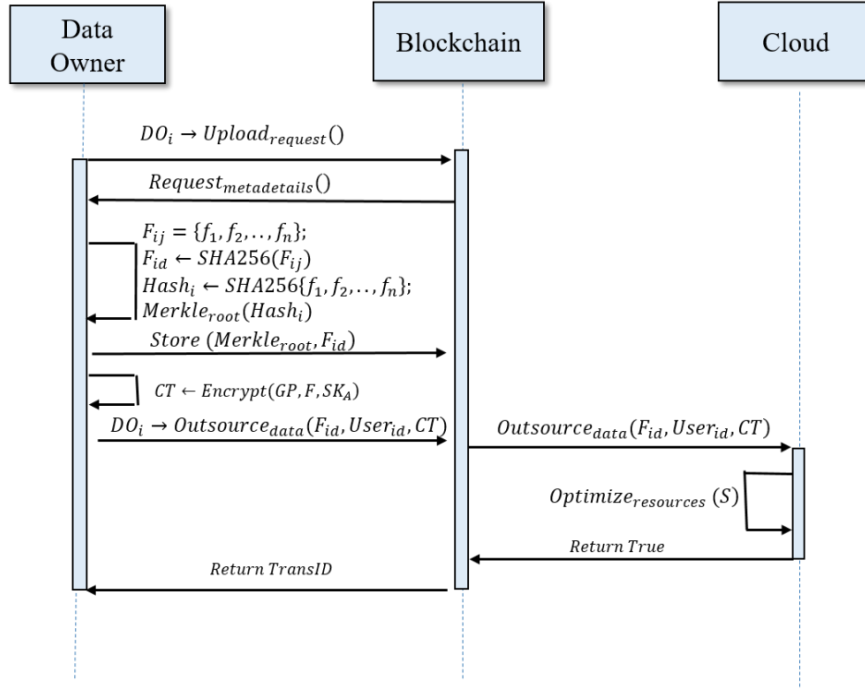 Data
Owner
Blockchain
Cloud
DO_i → Upload_request()
Request_metadetails()
F_ij = {f_1, f_2, . . , f_n};
F_id ← SHA256(F_ij)
Hash_i ← SHA256{f_1, f_2, . . , f_n};
Merkle_root(Hash_i)
Store (Merkle_root, F_id)
CT ← Encrypt(GP, F, SK_A)
DO_i → Outsource_data(F_id, User_id, CT)
Outsource_data(F_id, User_id, CT)
Optimize_resources (S)
Return True
Return TransID